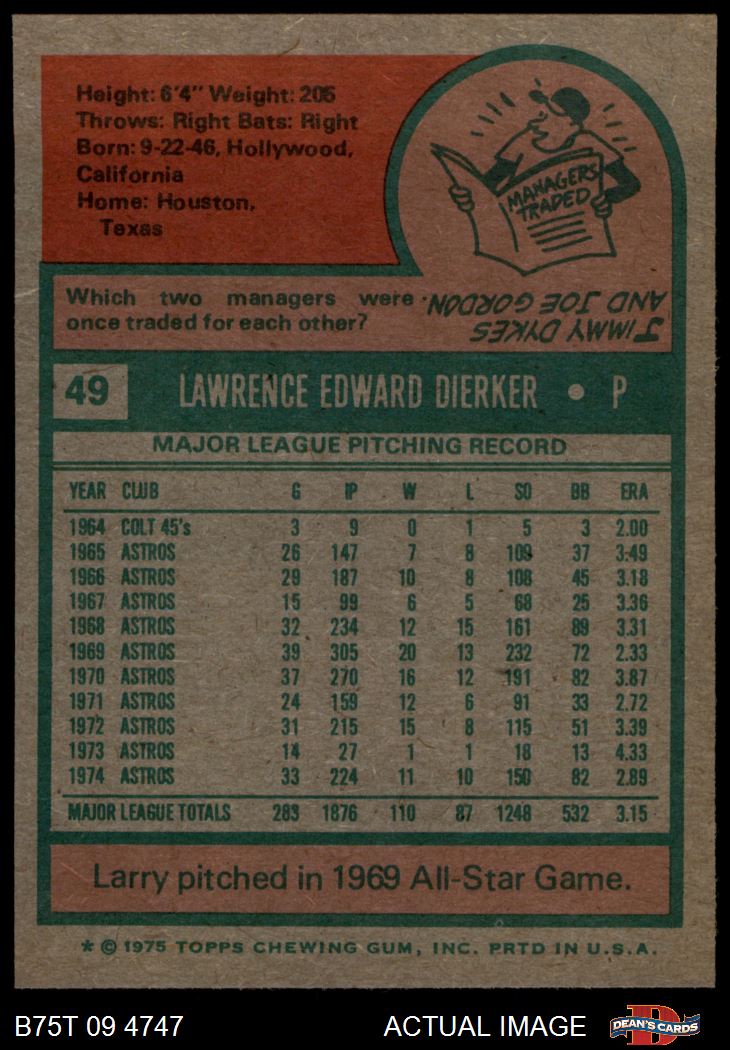 Height: 6'4" Weight: 205
Throws: Right Bats: Right
Born: 9-22-46, Hollywood,
California
Home: Houston,
Texas
MANAGERS
TRADED
Which two managers were
once traded for each other?
JIMMY DYKES
AND JOE GORDON.
49 LAWRENCE EDWARD DIERKER • P
MAJOR LEAGUE PITCHING RECORD
YEAR CLUB G IP W L SO BB ERA
1964 COLT 45's 3 9 0 1 5 3 2.00
1965 ASTROS 26 147 7 8 109 37 3.49
1966 ASTROS 29 187 10 8 108 45 3.18
1967 ASTROS 15 99 6 5 68 25 3.36
1968 ASTROS 32 234 12 15 161 89 3.31
1969 ASTROS 39 305 20 13 232 72 2.33
1970 ASTROS 37 270 16 12 191 82 3.87
1971 ASTROS 24 159 12 6 91 33 2.72
1972 ASTROS 31 215 15 8 115 51 3.39
1973 ASTROS 14 27 1 1 18 13 4.33
1974 ASTROS 33 224 11 10 150 82 2.89
MAJOR LEAGUE TOTALS 283 1876 110 87 1248 532 3.15
Larry pitched in 1969 All-Star Game.
* © 1975 TOPPS CHEWING GUM, INC. PRTD IN U.S.A.
B75T 09 4747 ACTUAL IMAGE DEAN'S CARDS